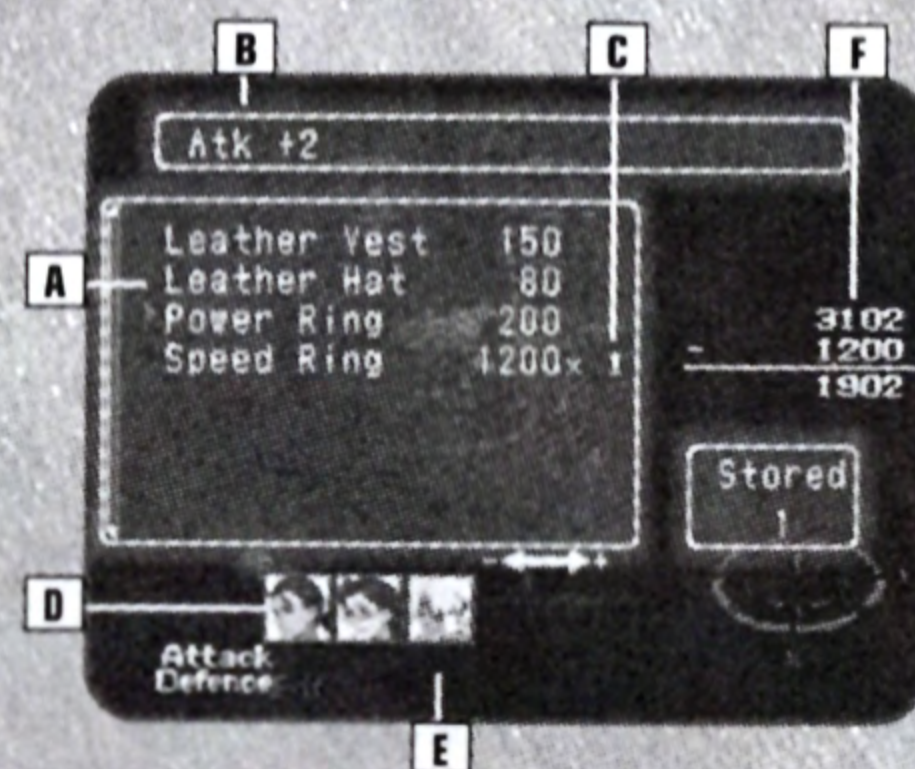 B C F
Atk +2
A
Leather Vest 150
Leather Hat 80
Power Ring 200
Speed Ring 1200x 1
3102
- 1200
1902
Stored
1
- +
D
Attack
Defence
E